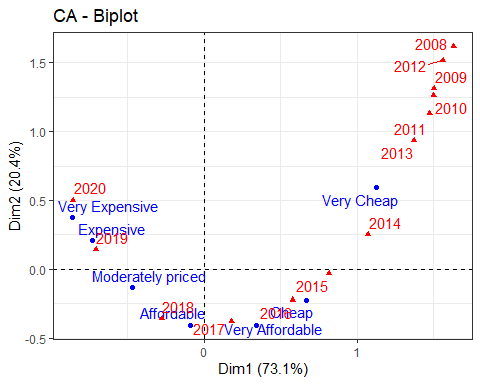 CA - Biplot
2008
2012
2009
2010
2011
2013
2020
Very Expensive
Very Cheap
2014
Expensive
2019
Moderately priced
2015
2018
Affordable
2016
Cheap
2017
Very Affordable
1.5
1.0
0.5
0.0
-0.5
0
1
Dim2 (20.4%)
Dim1 (73.1%)